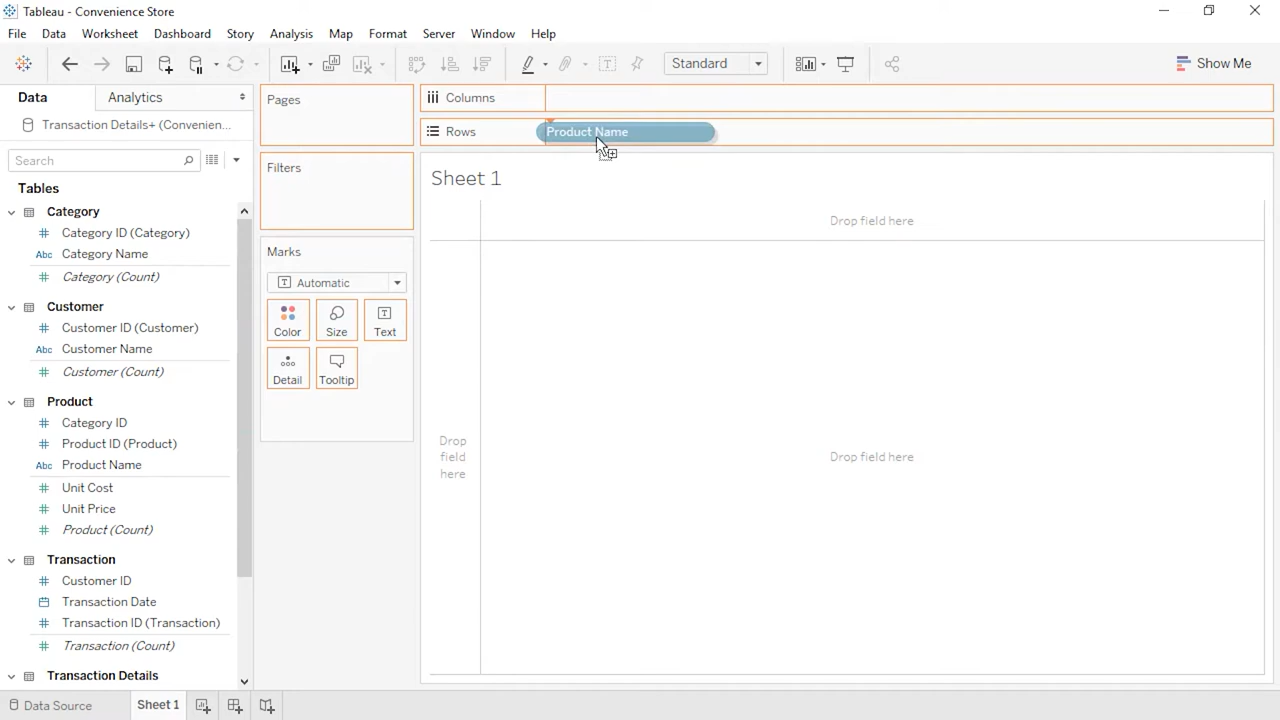 Tableau - Convenience Store
File Data Worksheet Dashboard Story Analysis Map Format Server Window Help
Standard
Show Me
Data Analytics
Transaction Details+ (Convenien...
Search
Tables
Category
Category ID (Category)
Abc Category Name
Category (Count)
Customer
Customer ID (Customer)
Abc Customer Name
Customer (Count)
Product
Category ID
Product ID (Product)
Abc Product Name
Unit Cost
Unit Price
Product (Count)
Transaction
Customer ID
Transaction Date
Transaction ID (Transaction)
Transaction (Count)
Transaction Details
Pages
Filters
Marks
Automatic
Color Size Text
Detail Tooltip
Columns
Rows Product Name
Sheet 1
Drop field here
Drop
field
here
Drop field here
Data Source Sheet 1